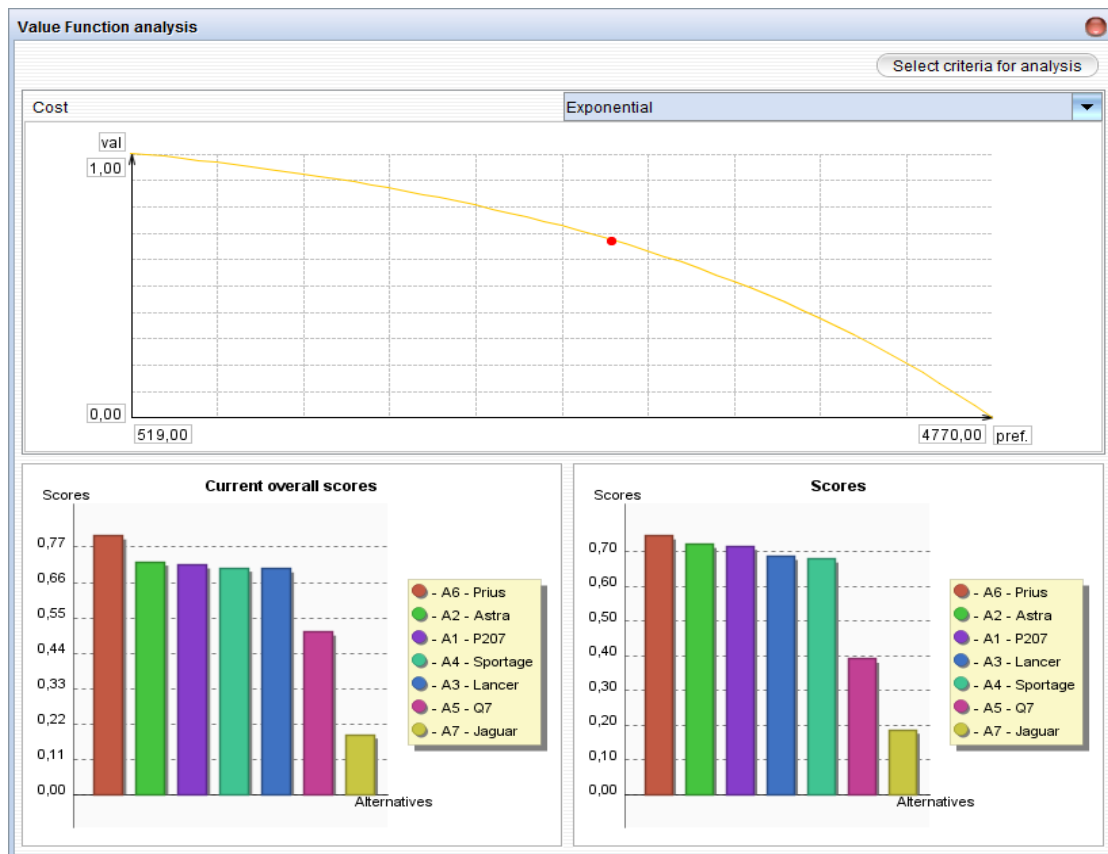 Value Function analysis
Select criteria for analysis
Cost
Exponential
val
1,00
0,00
519,00
4770,00
pref.
Current overall scores
Scores
0,77
0,66
0,55
0,44
0,33
0,22
0,11
0,00
Alternatives
- A6 - Prius
- A2 - Astra
- A1 - P207
- A4 - Sportage
- A3 - Lancer
- A5 - Q7
- A7 - Jaguar
Scores
Scores
0,70
0,60
0,50
0,40
0,30
0,20
0,10
0,00
Alternatives
- A6 - Prius
- A2 - Astra
- A1 - P207
- A3 - Lancer
- A4 - Sportage
- A5 - Q7
- A7 - Jaguar